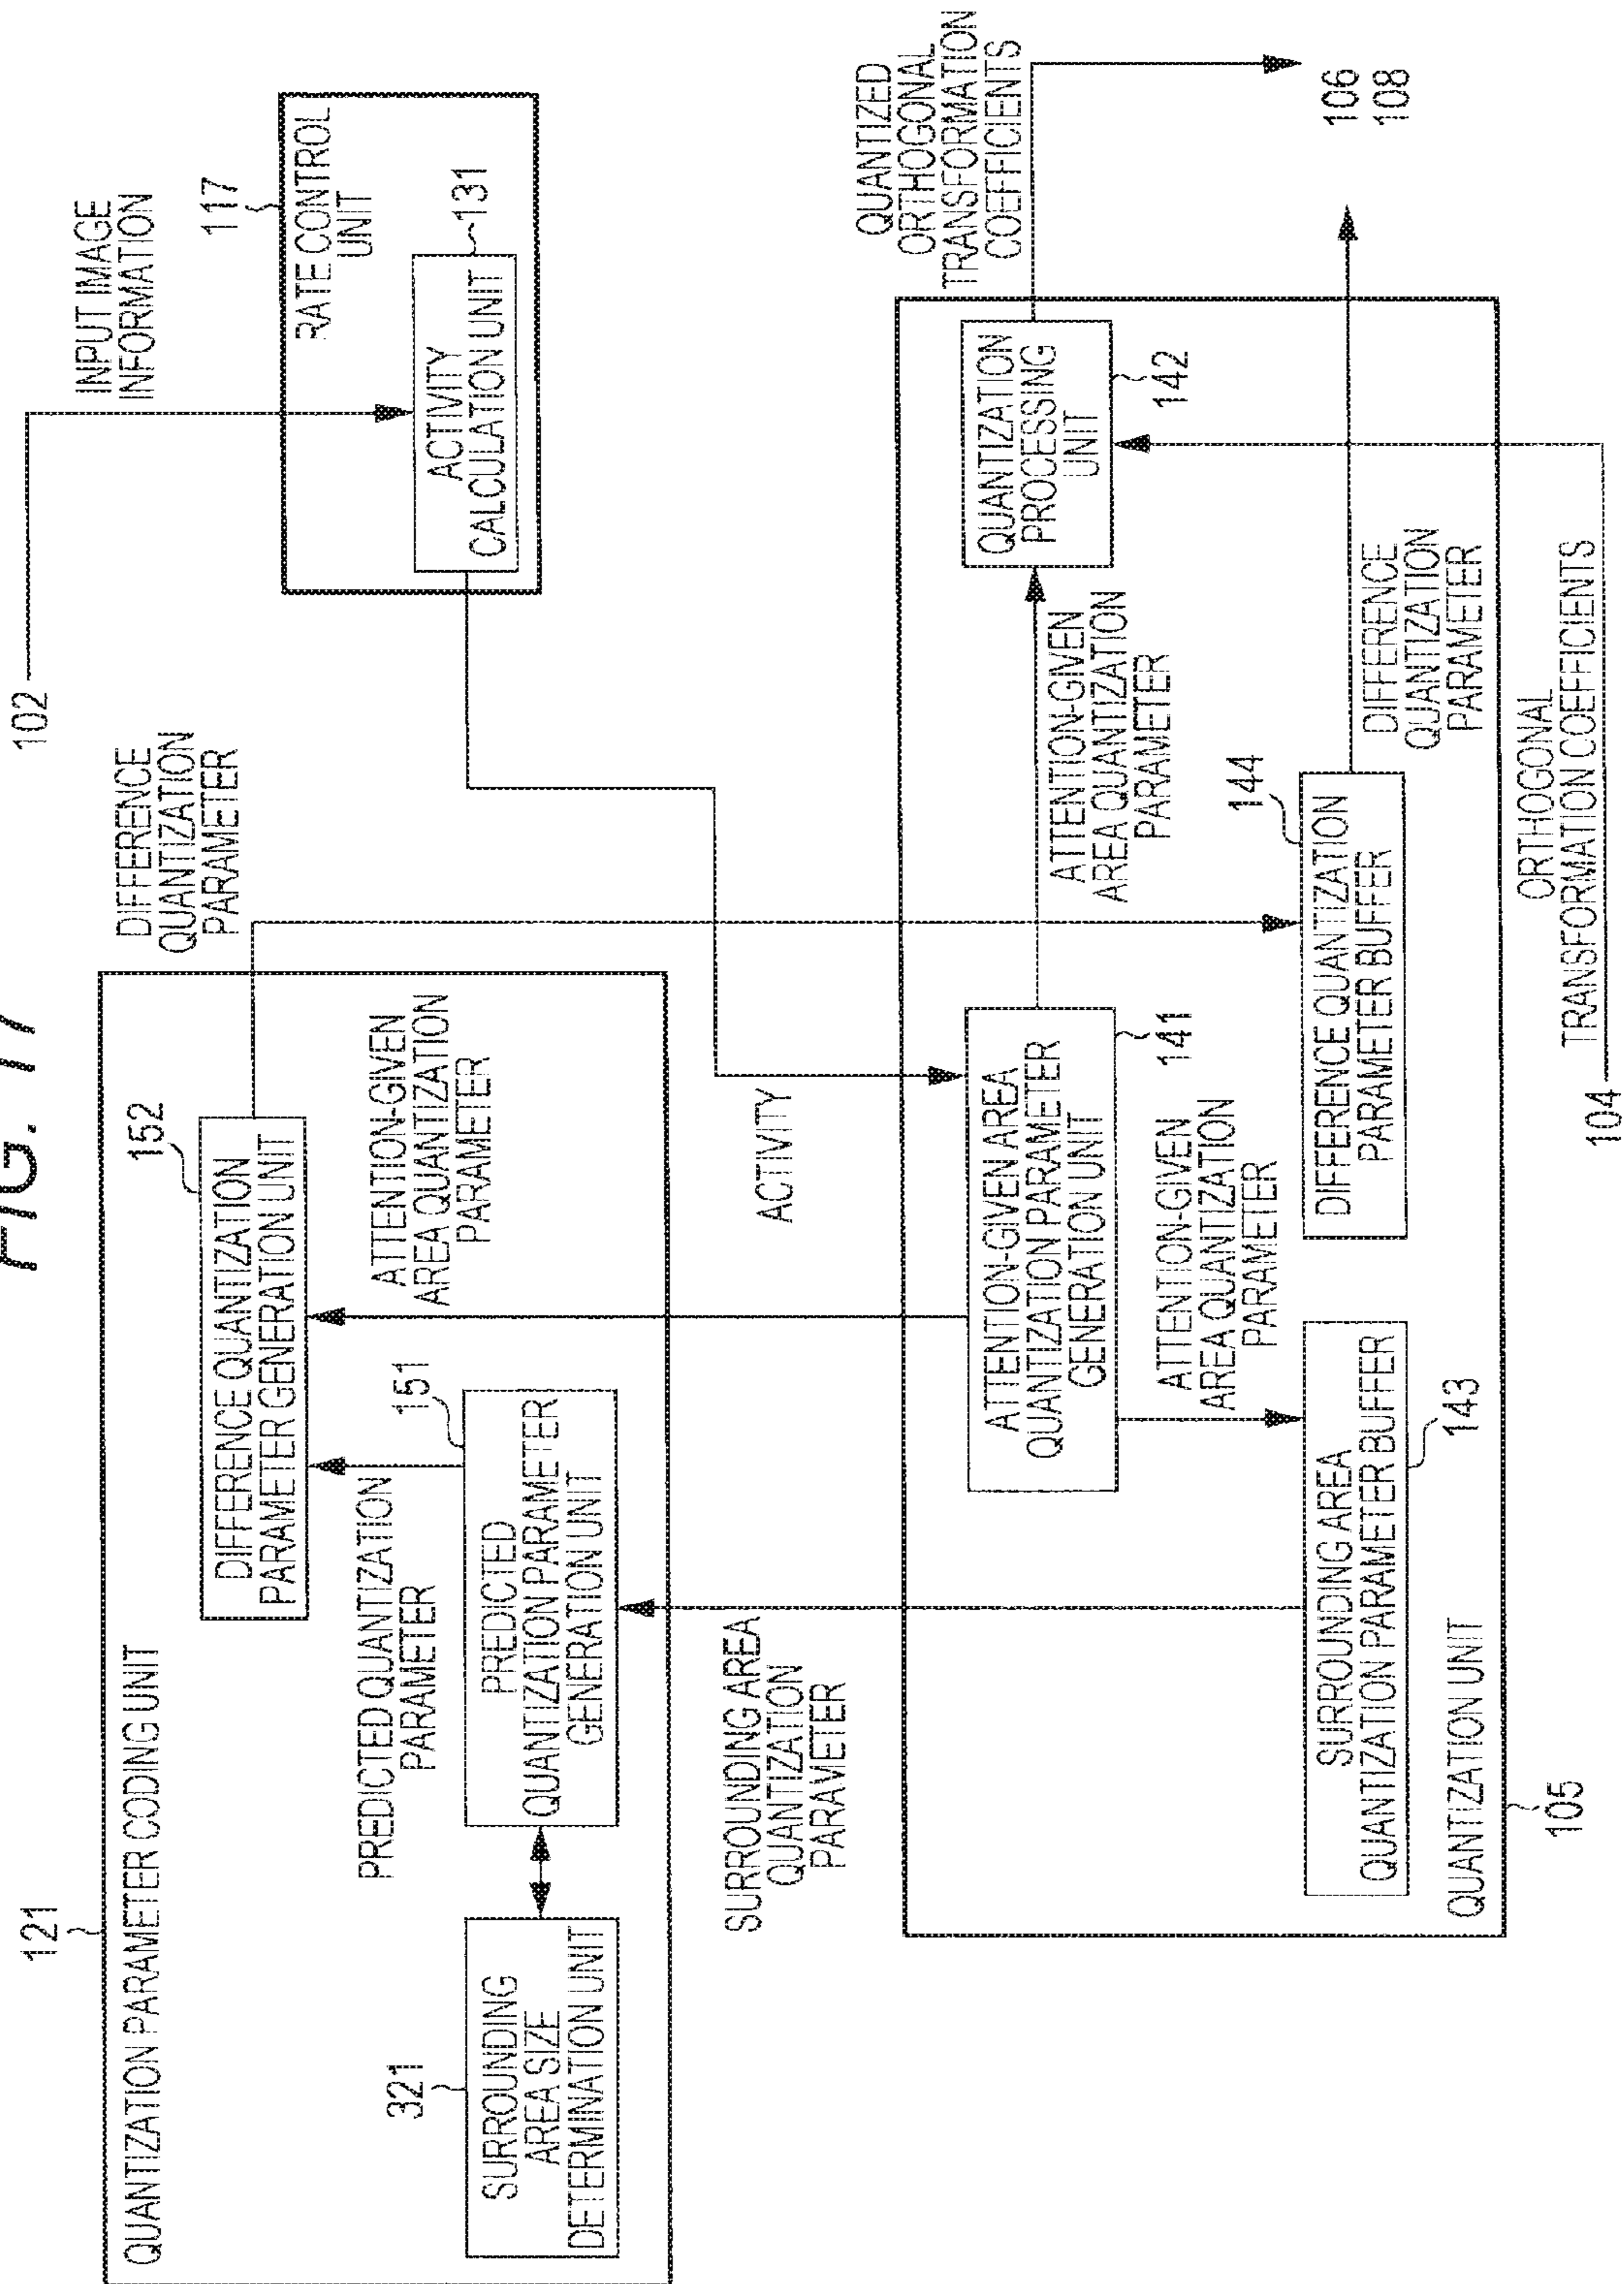 FIG. 17
121
QUANTIZATION PARAMETER CODING UNIT
321
SURROUNDING
AREA SIZE
DETERMINATION UNIT
151
PREDICTED
QUANTIZATION PARAMETER
GENERATION UNIT
PREDICTED QUANTIZATION
PARAMETER
152
DIFFERENCE QUANTIZATION
PARAMETER GENERATION UNIT
ATTENTION-GIVEN
AREA QUANTIZATION
PARAMETER
DIFFERENCE
QUANTIZATION
PARAMETER
102
INPUT IMAGE
INFORMATION
117
RATE CONTROL
UNIT
ACTIVITY
CALCULATION UNIT
131
SURROUNDING AREA
QUANTIZATION
PARAMETER
ACTIVITY
ATTENTION-GIVEN AREA
QUANTIZATION PARAMETER
GENERATION UNIT
141
ATTENTION-GIVEN
AREA QUANTIZATION
PARAMETER
ATTENTION-GIVEN
AREA QUANTIZATION
PARAMETER
QUANTIZATION
PROCESSING
UNIT
142
QUANTIZED
ORTHOGONAL
TRANSFORMATION
COEFFICIENTS
SURROUNDING AREA
QUANTIZATION PARAMETER BUFFER
143
DIFFERENCE QUANTIZATION
PARAMETER BUFFER
144
DIFFERENCE
QUANTIZATION
PARAMETER
106
108
QUANTIZATION UNIT
105
ORTHOGONAL
TRANSFORMATION COEFFICIENTS
104